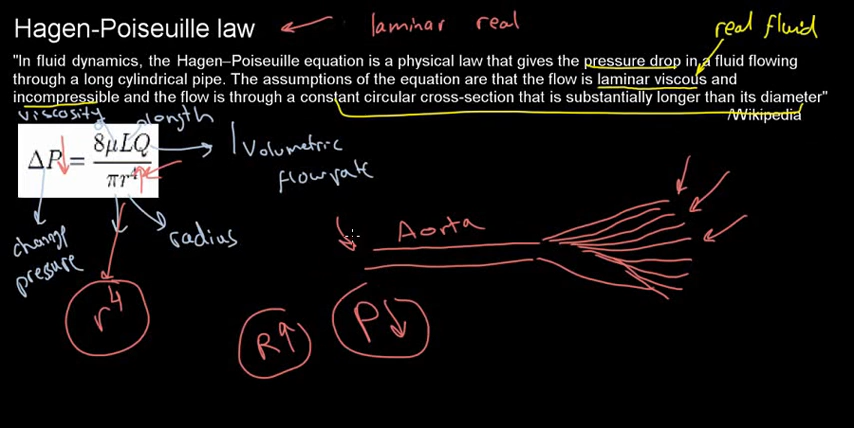 Hagen-Poiseuille law
laminar real
real fluid
"In fluid dynamics, the Hagen–Poiseuille equation is a physical law that gives the pressure drop in a fluid flowing
through a long cylindrical pipe. The assumptions of the equation are that the flow is laminar viscous and
incompressible and the flow is through a constant circular cross-section that is substantially longer than its diameter"
/Wikipedia
viscosity length
ΔP = 8μLQ / πr⁴
Volumetric
flowrate
change
pressure
radius
Aorta
r⁴
R↑
P↓